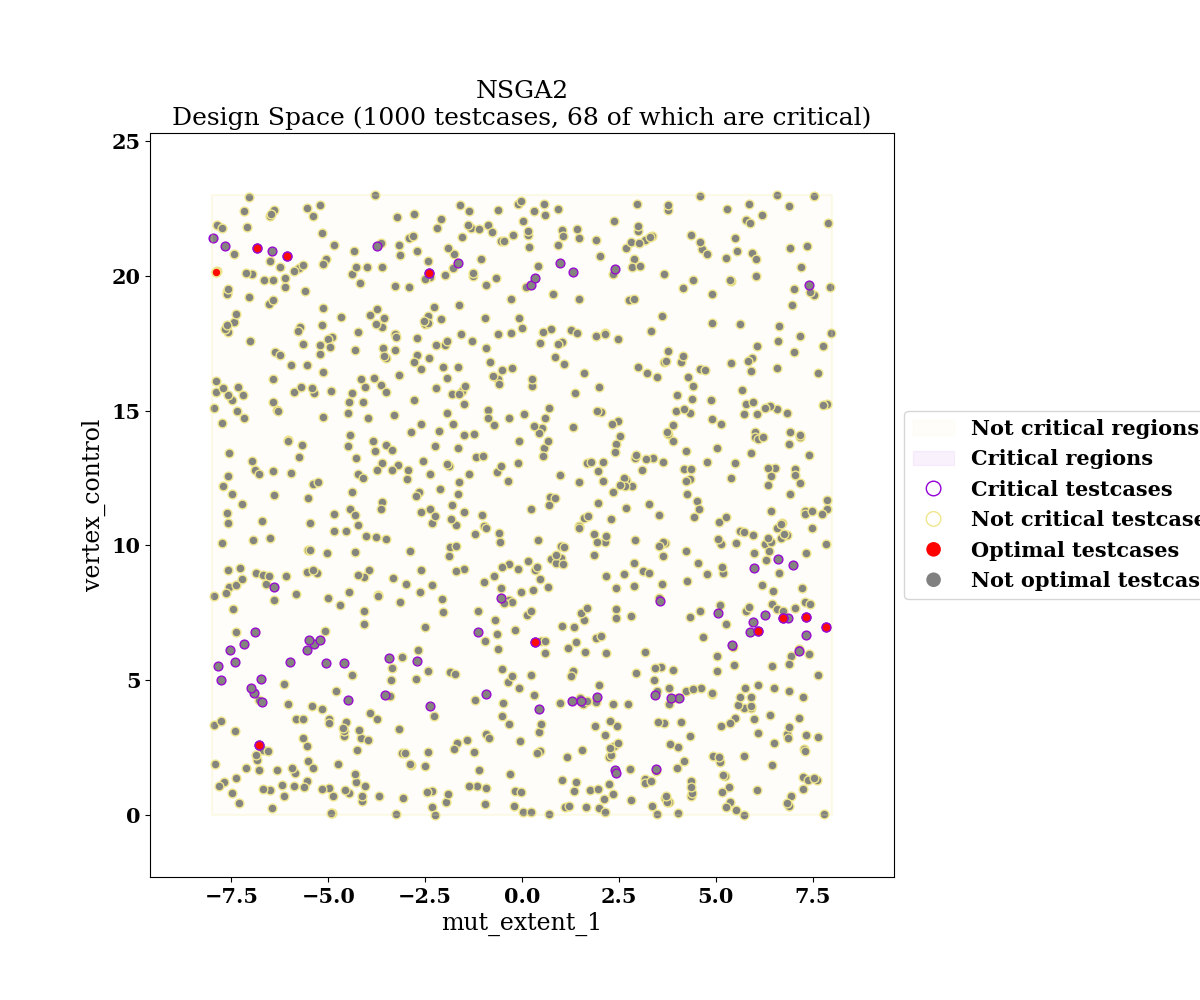 NSGA2
Design Space (1000 testcases, 68 of which are critical)
25
20
15
10
5
0
vertex_control
−7.5
−5.0
−2.5
0.0
2.5
5.0
7.5
mut_extent_1
Not critical regions
Critical regions
Critical testcases
Not critical testcase
Optimal testcases
Not optimal testcas